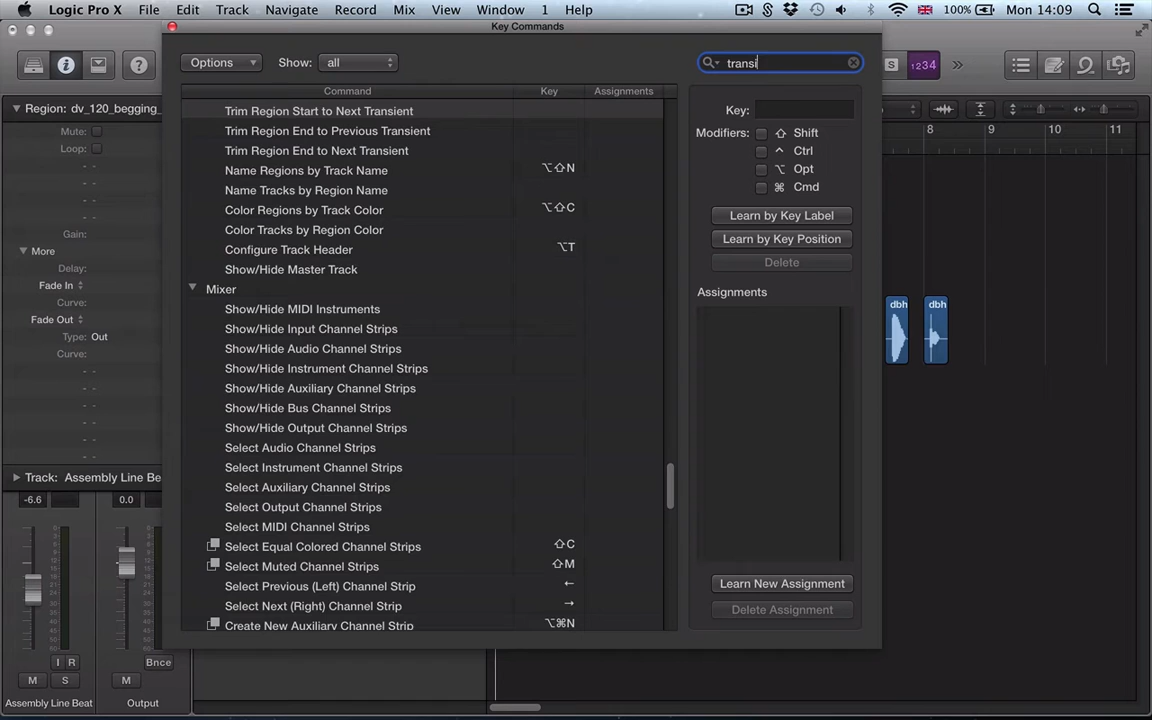 Logic Pro X File Edit Track Navigate Record Mix View Window 1 Help 100% Mon 14:09
Key Commands
Options Show: all transi
S 1234
Command Key Assignments
Region: dv_120_begging_
Mute:
Loop:
Gain:
More
Delay:
Fade In
Curve:
Fade Out
Type: Out
Curve:
Track: Assembly Line Be
-6.6 0.0
I R Bnce
M S M
Assembly Line Beat Output
Trim Region Start to Next Transient
Trim Region End to Previous Transient
Trim Region End to Next Transient
Name Regions by Track Name ⌥⇧N
Name Tracks by Region Name
Color Regions by Track Color ⌥⇧C
Color Tracks by Region Color
Configure Track Header ⌥T
Show/Hide Master Track
Mixer
Show/Hide MIDI Instruments
Show/Hide Input Channel Strips
Show/Hide Audio Channel Strips
Show/Hide Instrument Channel Strips
Show/Hide Auxiliary Channel Strips
Show/Hide Bus Channel Strips
Show/Hide Output Channel Strips
Select Audio Channel Strips
Select Instrument Channel Strips
Select Auxiliary Channel Strips
Select Output Channel Strips
Select MIDI Channel Strips
Select Equal Colored Channel Strips ⇧C
Select Muted Channel Strips ⇧M
Select Previous (Left) Channel Strip ←
Select Next (Right) Channel Strip →
Create New Auxiliary Channel Strip ⌥⌘N
Key:
Modifiers: ⇧ Shift
⌃ Ctrl
⌥ Opt
⌘ Cmd
Learn by Key Label
Learn by Key Position
Delete
Assignments
Learn New Assignment
Delete Assignment
8 9 10 11
dbh dbh